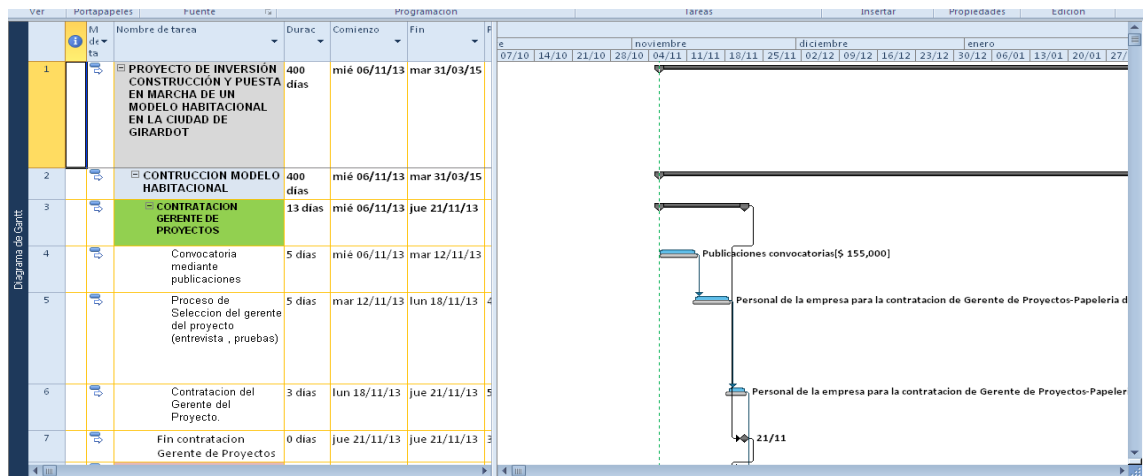 Ver Portapapeles Fuente Programación Tareas Insertar Propiedades Edición
M de ta Nombre de tarea Durac Comienzo Fin P
noviembre diciembre enero
07/10 14/10 21/10 28/10 04/11 11/11 18/11 25/11 02/12 09/12 16/12 23/12 30/12 06/01 13/01 20/01 27/
Diagrama de Gantt
1 PROYECTO DE INVERSIÓN 400 mié 06/11/13 mar 31/03/15
CONSTRUCCIÓN Y PUESTA días
EN MARCHA DE UN
MODELO HABITACIONAL
EN LA CIUDAD DE
GIRARDOT
2 CONTRUCCION MODELO 400 mié 06/11/13 mar 31/03/15
HABITACIONAL días
3 CONTRATACION 13 días mié 06/11/13 jue 21/11/13
GERENTE DE
PROYECTOS
4 Convocatoria 5 días mié 06/11/13 mar 12/11/13 Publicaciones convocatorias[$ 155,000]
mediante
publicaciones
5 Proceso de 5 días mar 12/11/13 lun 18/11/13 4 Personal de la empresa para la contratacion de Gerente de Proyectos-Papeleria d
Seleccion del gerente
del proyecto
(entrevista , pruebas)
6 Contratacion del 3 días lun 18/11/13 jue 21/11/13 5 Personal de la empresa para la contratacion de Gerente de Proyectos-Papeler
Gerente del
Proyecto.
7 Fin contratacion 0 días jue 21/11/13 jue 21/11/13 3 21/11
Gerente de Proyectos